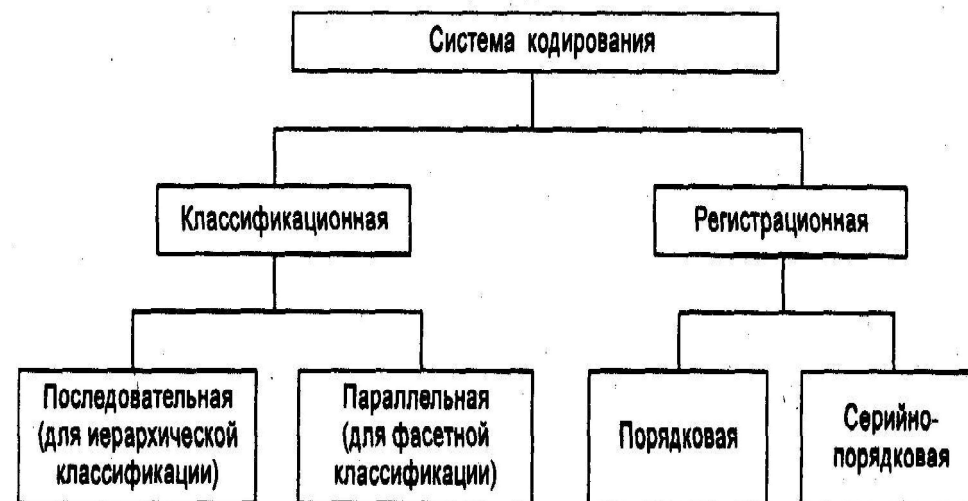 Система кодирования
Классификационная
Регистрационная
Последовательная
(для иерархической
классификации)
Параллельная
(для фасетной
классификации)
Порядковая
Серийно-
порядковая